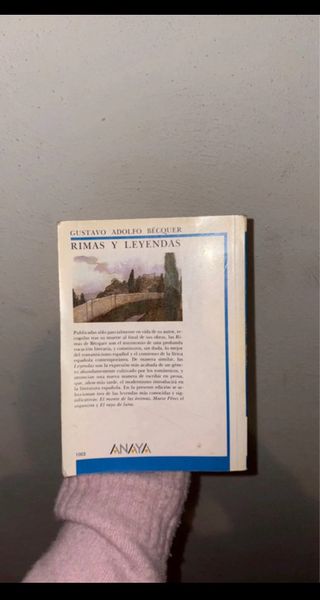 GUSTAVO ADOLFO BÉCQUER
RIMAS Y LEYENDAS
Publicadas sólo parcialmente en vida de su autor, re-
cogidas tras su muerte al final de sus obras, las Ri-
mas de Bécquer son el testimonio de una profunda
vocación literaria, y constituyen, sin duda, lo mejor
del romanticismo español y el comienzo de la lírica
española contemporánea. De manera similar, las
Leyendas son la expresión más acabada de un géne-
ro abundantemente cultivado por los románticos, y
anuncian esta nueva manera de escribir en prosa,
que, años más tarde, el modernismo introducirá en
la literatura española. En la presente edición se se-
leccionan tres de las leyendas más conocidas y sig-
nificativas: El monte de las ánimas, Maese Pérez el
organista y El rayo de luna.
ANAYA
1003